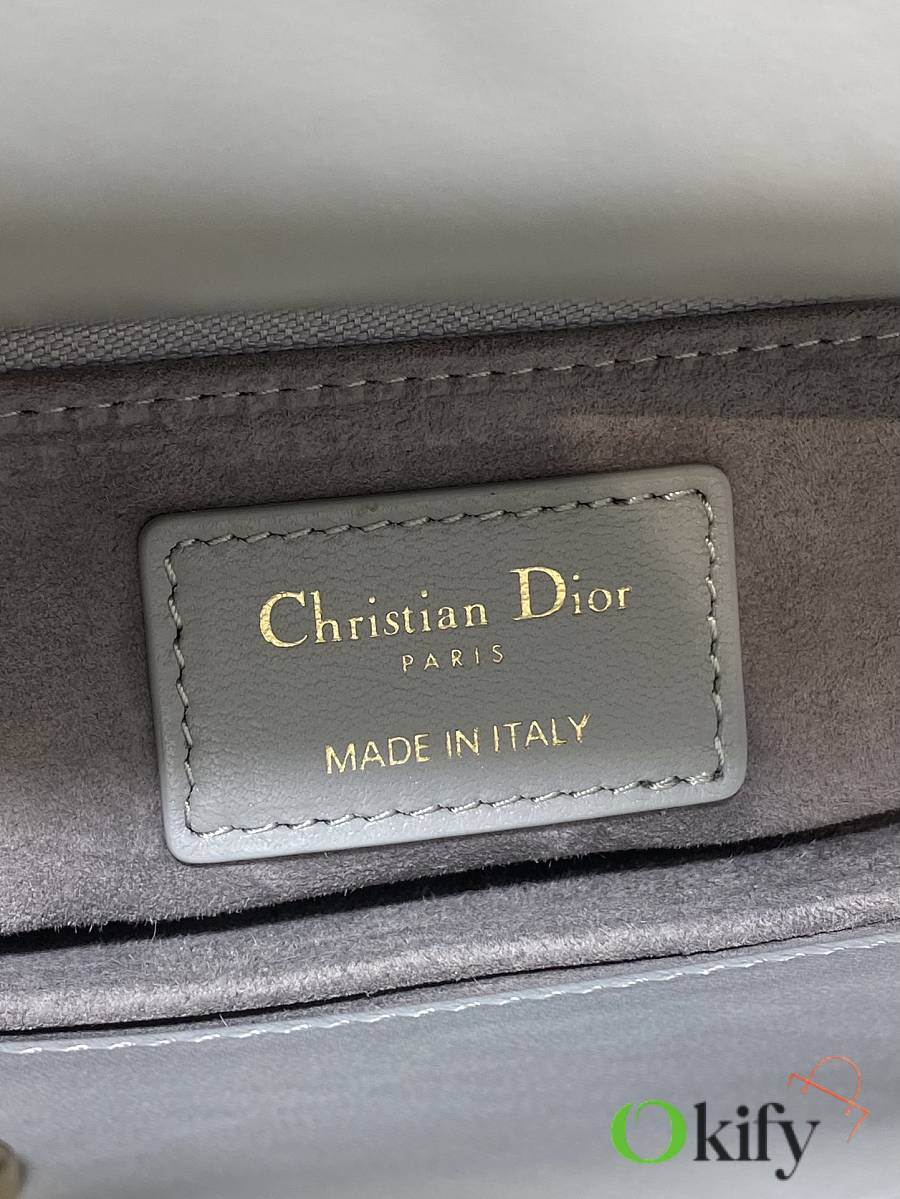 Christian Dior
PARIS
MADE IN ITALY
Okify